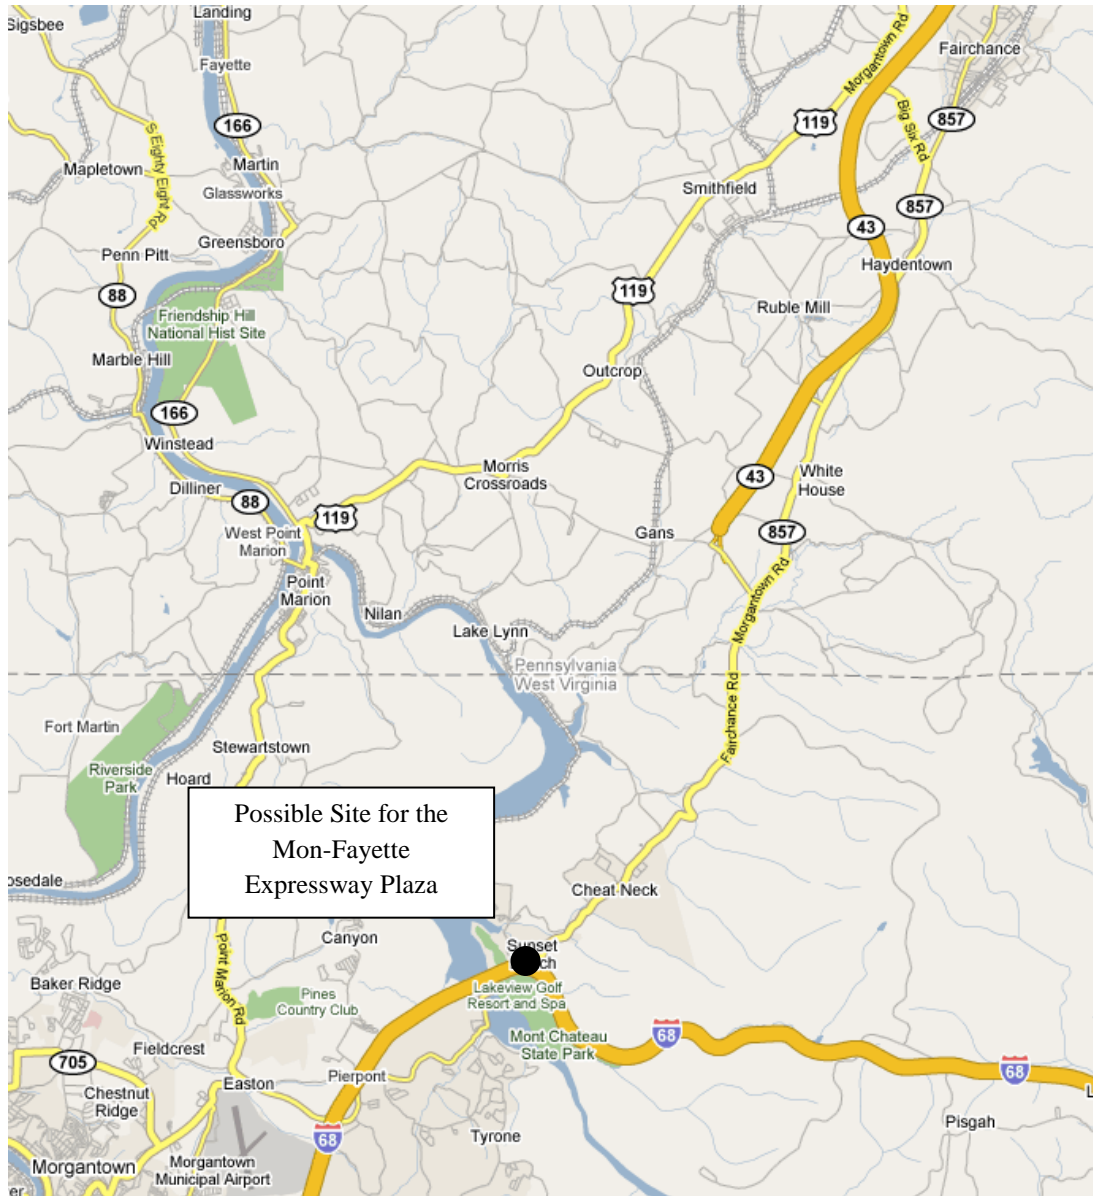 Landing
Sigsbee
Fairchance
Morgantown Rd
Fayette
Big Six Rd
166
119
857
S Eighty Eight Rd
Martin
Mapletown
Glassworks
Smithfield
857
43
Greensboro
Penn Pitt
Haydentown
88
119
Ruble Mill
Friendship Hill
National Hist Site
Marble Hill
Outcrop
166
Winstead
Morris
Crossroads
White
House
43
Dilliner
88
119
West Point
Marion
Gans
857
Point
Marion
Morgantown Rd
Nilan
Lake Lynn
Pennsylvania
West Virginia
Fairchance Rd
Fort Martin
Stewartstown
Riverside
Park
Hoard
Possible Site for the
Mon-Fayette
Expressway Plaza
osedale
Cheat Neck
Canyon
Sunset
ch
Point Marion Rd
Baker Ridge
Pines
Country Club
Lakeview Golf
Resort and Spa
Mont Chateau
State Park
68
Fieldcrest
705
Pierpont
68
Easton
Chestnut
Ridge
L
Pisgah
68
Tyrone
Morgantown
Morgantown
Municipal Airport
er